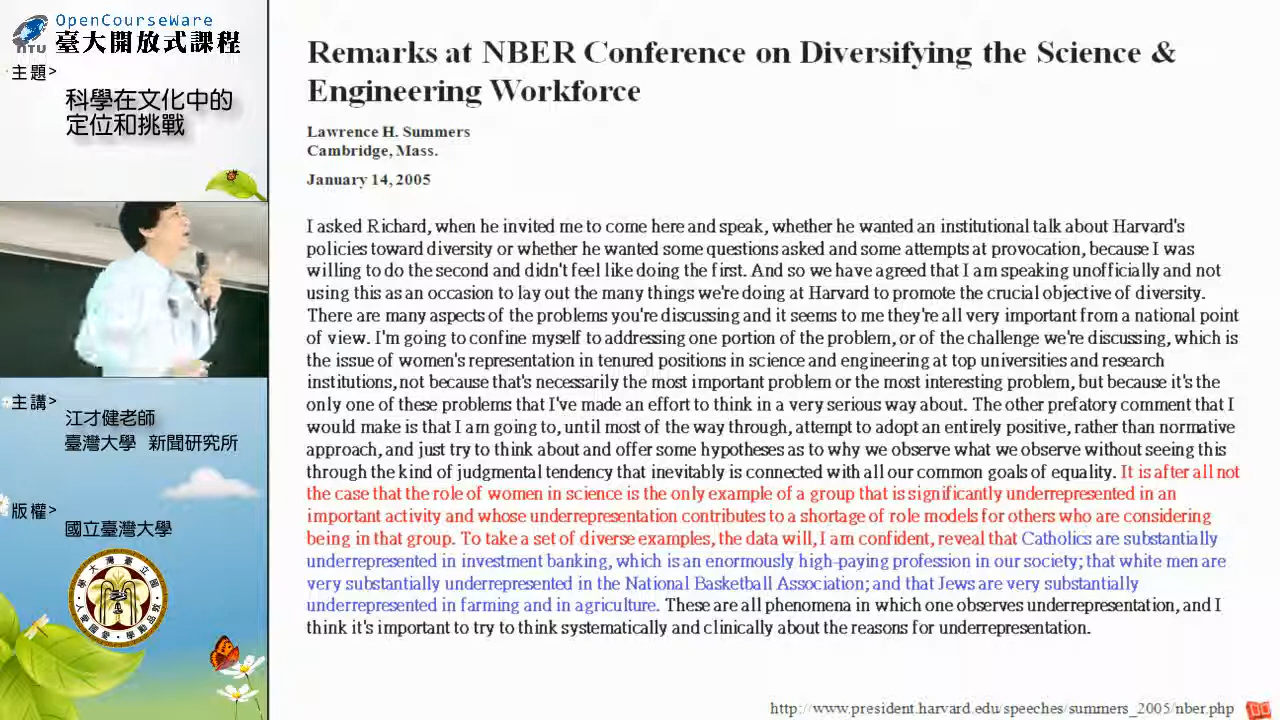 OpenCourseWare
NTU
臺大開放式課程
主題>
科學在文化中的
定位和挑戰
主講>
江才健老師
臺灣大學 新聞研究所
版權>
國立臺灣大學
Remarks at NBER Conference on Diversifying the Science &
Engineering Workforce
Lawrence H. Summers
Cambridge, Mass.
January 14, 2005
I asked Richard, when he invited me to come here and speak, whether he wanted an institutional talk about Harvard's
policies toward diversity or whether he wanted some questions asked and some attempts at provocation, because I was
willing to do the second and didn't feel like doing the first. And so we have agreed that I am speaking unofficially and not
using this as an occasion to lay out the many things we're doing at Harvard to promote the crucial objective of diversity.
There are many aspects of the problems you're discussing and it seems to me they're all very important from a national point
of view. I'm going to confine myself to addressing one portion of the problem, or of the challenge we're discussing, which is
the issue of women's representation in tenured positions in science and engineering at top universities and research
institutions, not because that's necessarily the most important problem or the most interesting problem, but because it's the
only one of these problems that I've made an effort to think in a very serious way about. The other prefatory comment that I
would make is that I am going to, until most of the way through, attempt to adopt an entirely positive, rather than normative
approach, and just try to think about and offer some hypotheses as to why we observe what we observe without seeing this
through the kind of judgmental tendency that inevitably is connected with all our common goals of equality. It is after all not
the case that the role of women in science is the only example of a group that is significantly underrepresented in an
important activity and whose underrepresentation contributes to a shortage of role models for others who are considering
being in that group. To take a set of diverse examples, the data will, I am confident, reveal that Catholics are substantially
underrepresented in investment banking, which is an enormously high-paying profession in our society; that white men are
very substantially underrepresented in the National Basketball Association; and that Jews are very substantially
underrepresented in farming and in agriculture. These are all phenomena in which one observes underrepresentation, and I
think it's important to try to think systematically and clinically about the reasons for underrepresentation.
http://www.president.harvard.edu/speeches/summers_2005/nber.php